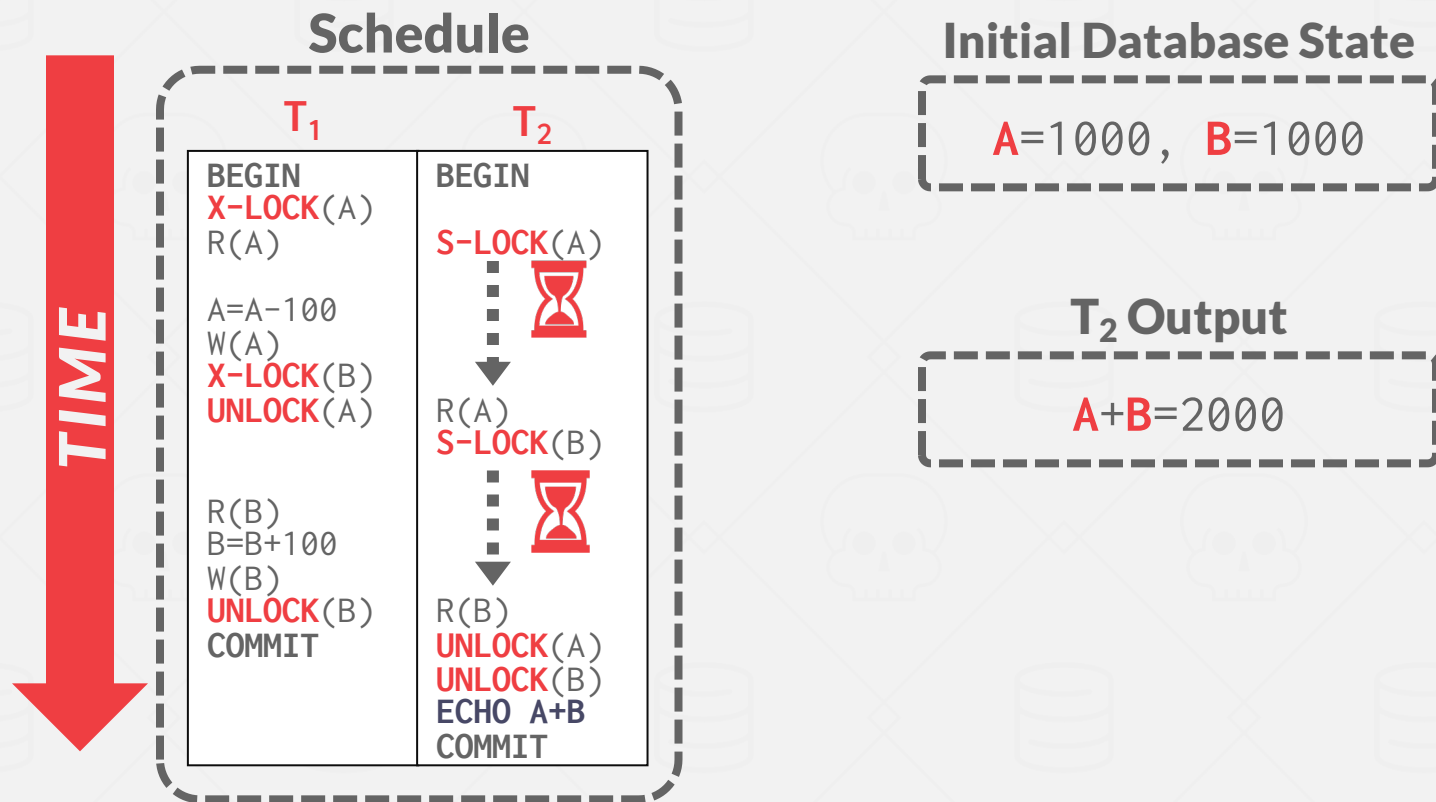 Schedule
TIME
T₁
BEGIN
X-LOCK(A)
R(A)
A=A-100
W(A)
X-LOCK(B)
UNLOCK(A)
R(B)
B=B+100
W(B)
UNLOCK(B)
COMMIT
T₂
BEGIN
S-LOCK(A)
R(A)
S-LOCK(B)
R(B)
UNLOCK(A)
UNLOCK(B)
ECHO A+B
COMMIT
Initial Database State
A=1000, B=1000
T₂ Output
A+B=2000